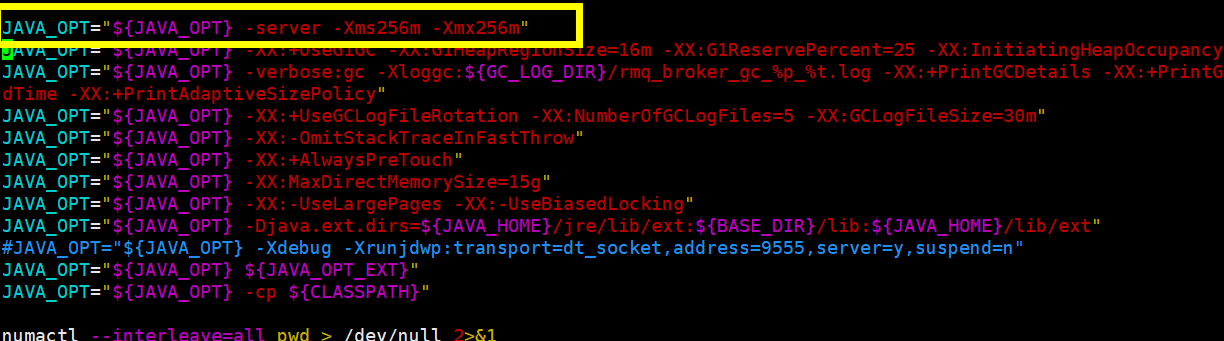 JAVA_OPT="${JAVA_OPT} -server -Xms256m -Xmx256m"
JAVA_OPT="${JAVA_OPT} -XX:+UseG1GC -XX:G1HeapRegionSize=16m -XX:G1ReservePercent=25 -XX:InitiatingHeapOccupancy
JAVA_OPT="${JAVA_OPT} -verbose:gc -Xloggc:${GC_LOG_DIR}/rmq_broker_gc_%p_%t.log -XX:+PrintGCDetails -XX:+PrintG
dTime -XX:+PrintAdaptiveSizePolicy"
JAVA_OPT="${JAVA_OPT} -XX:+UseGCLogFileRotation -XX:NumberOfGCLogFiles=5 -XX:GCLogFileSize=30m"
JAVA_OPT="${JAVA_OPT} -XX:-OmitStackTraceInFastThrow"
JAVA_OPT="${JAVA_OPT} -XX:+AlwaysPreTouch"
JAVA_OPT="${JAVA_OPT} -XX:MaxDirectMemorySize=15g"
JAVA_OPT="${JAVA_OPT} -XX:-UseLargePages -XX:-UseBiasedLocking"
JAVA_OPT="${JAVA_OPT} -Djava.ext.dirs=${JAVA_HOME}/jre/lib/ext:${BASE_DIR}/lib:${JAVA_HOME}/lib/ext"
#JAVA_OPT="${JAVA_OPT} -Xdebug -Xrunjdwp:transport=dt_socket,address=9555,server=y,suspend=n"
JAVA_OPT="${JAVA_OPT} ${JAVA_OPT_EXT}"
JAVA_OPT="${JAVA_OPT} -cp ${CLASSPATH}"
numactl --interleave=all pwd > /dev/null 2>&1